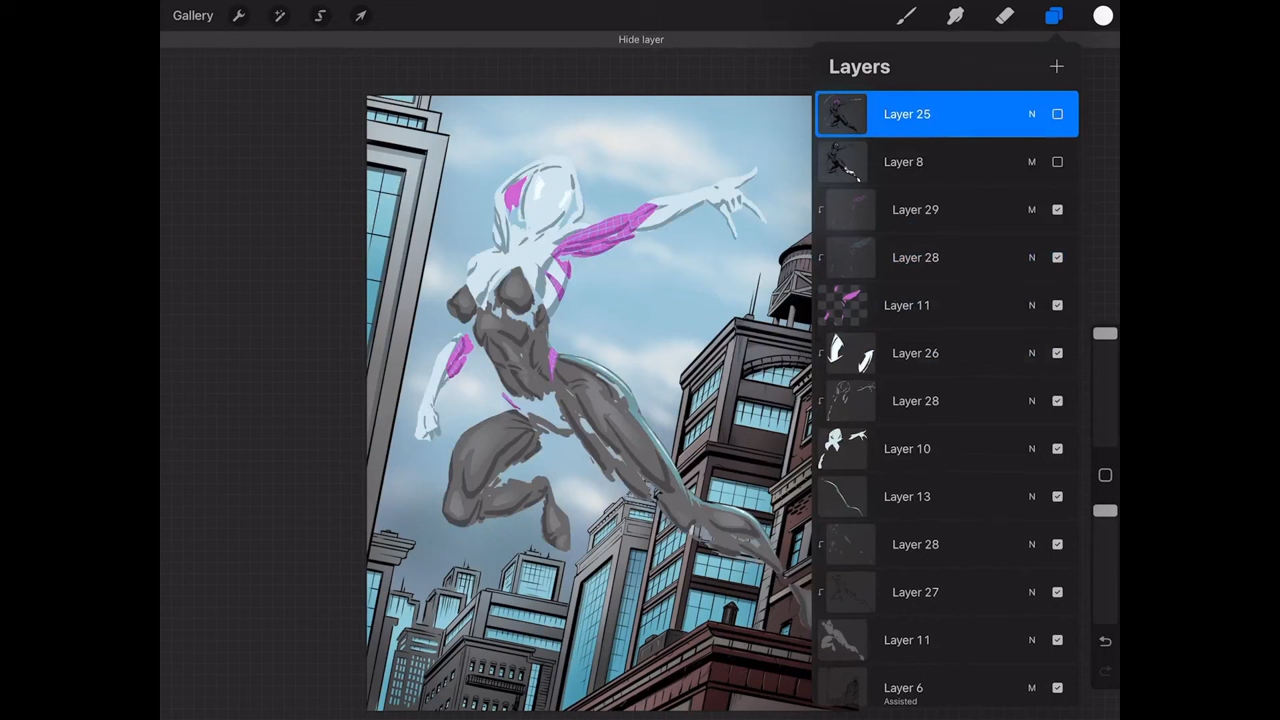 Gallery
Hide layer
Layers
Layer 25 N
Layer 8 M
Layer 29 M
Layer 28 N
Layer 11 N
Layer 26 N
Layer 28 N
Layer 10 N
Layer 13 N
Layer 28 N
Layer 27 N
Layer 11 N
Layer 6 M
Assisted